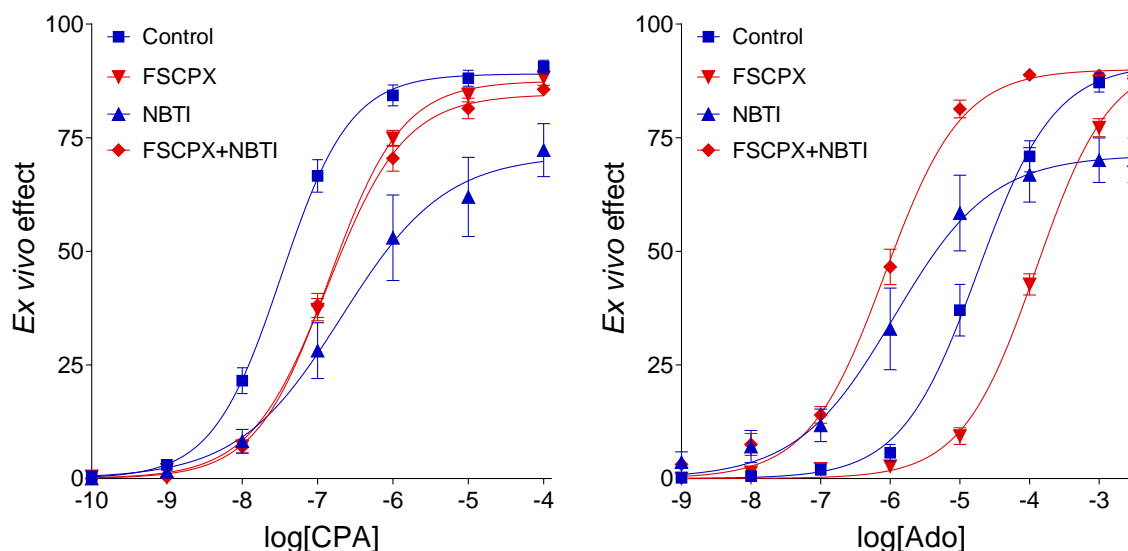 100
75
50
25
0
Ex vivo effect
Control
FSCPX
NBTI
FSCPX+NBTI
-10 -9 -8 -7 -6 -5 -4
log[CPA]
100
75
50
25
0
Ex vivo effect
Control
FSCPX
NBTI
FSCPX+NBTI
-9 -8 -7 -6 -5 -4 -3
log[Ado]